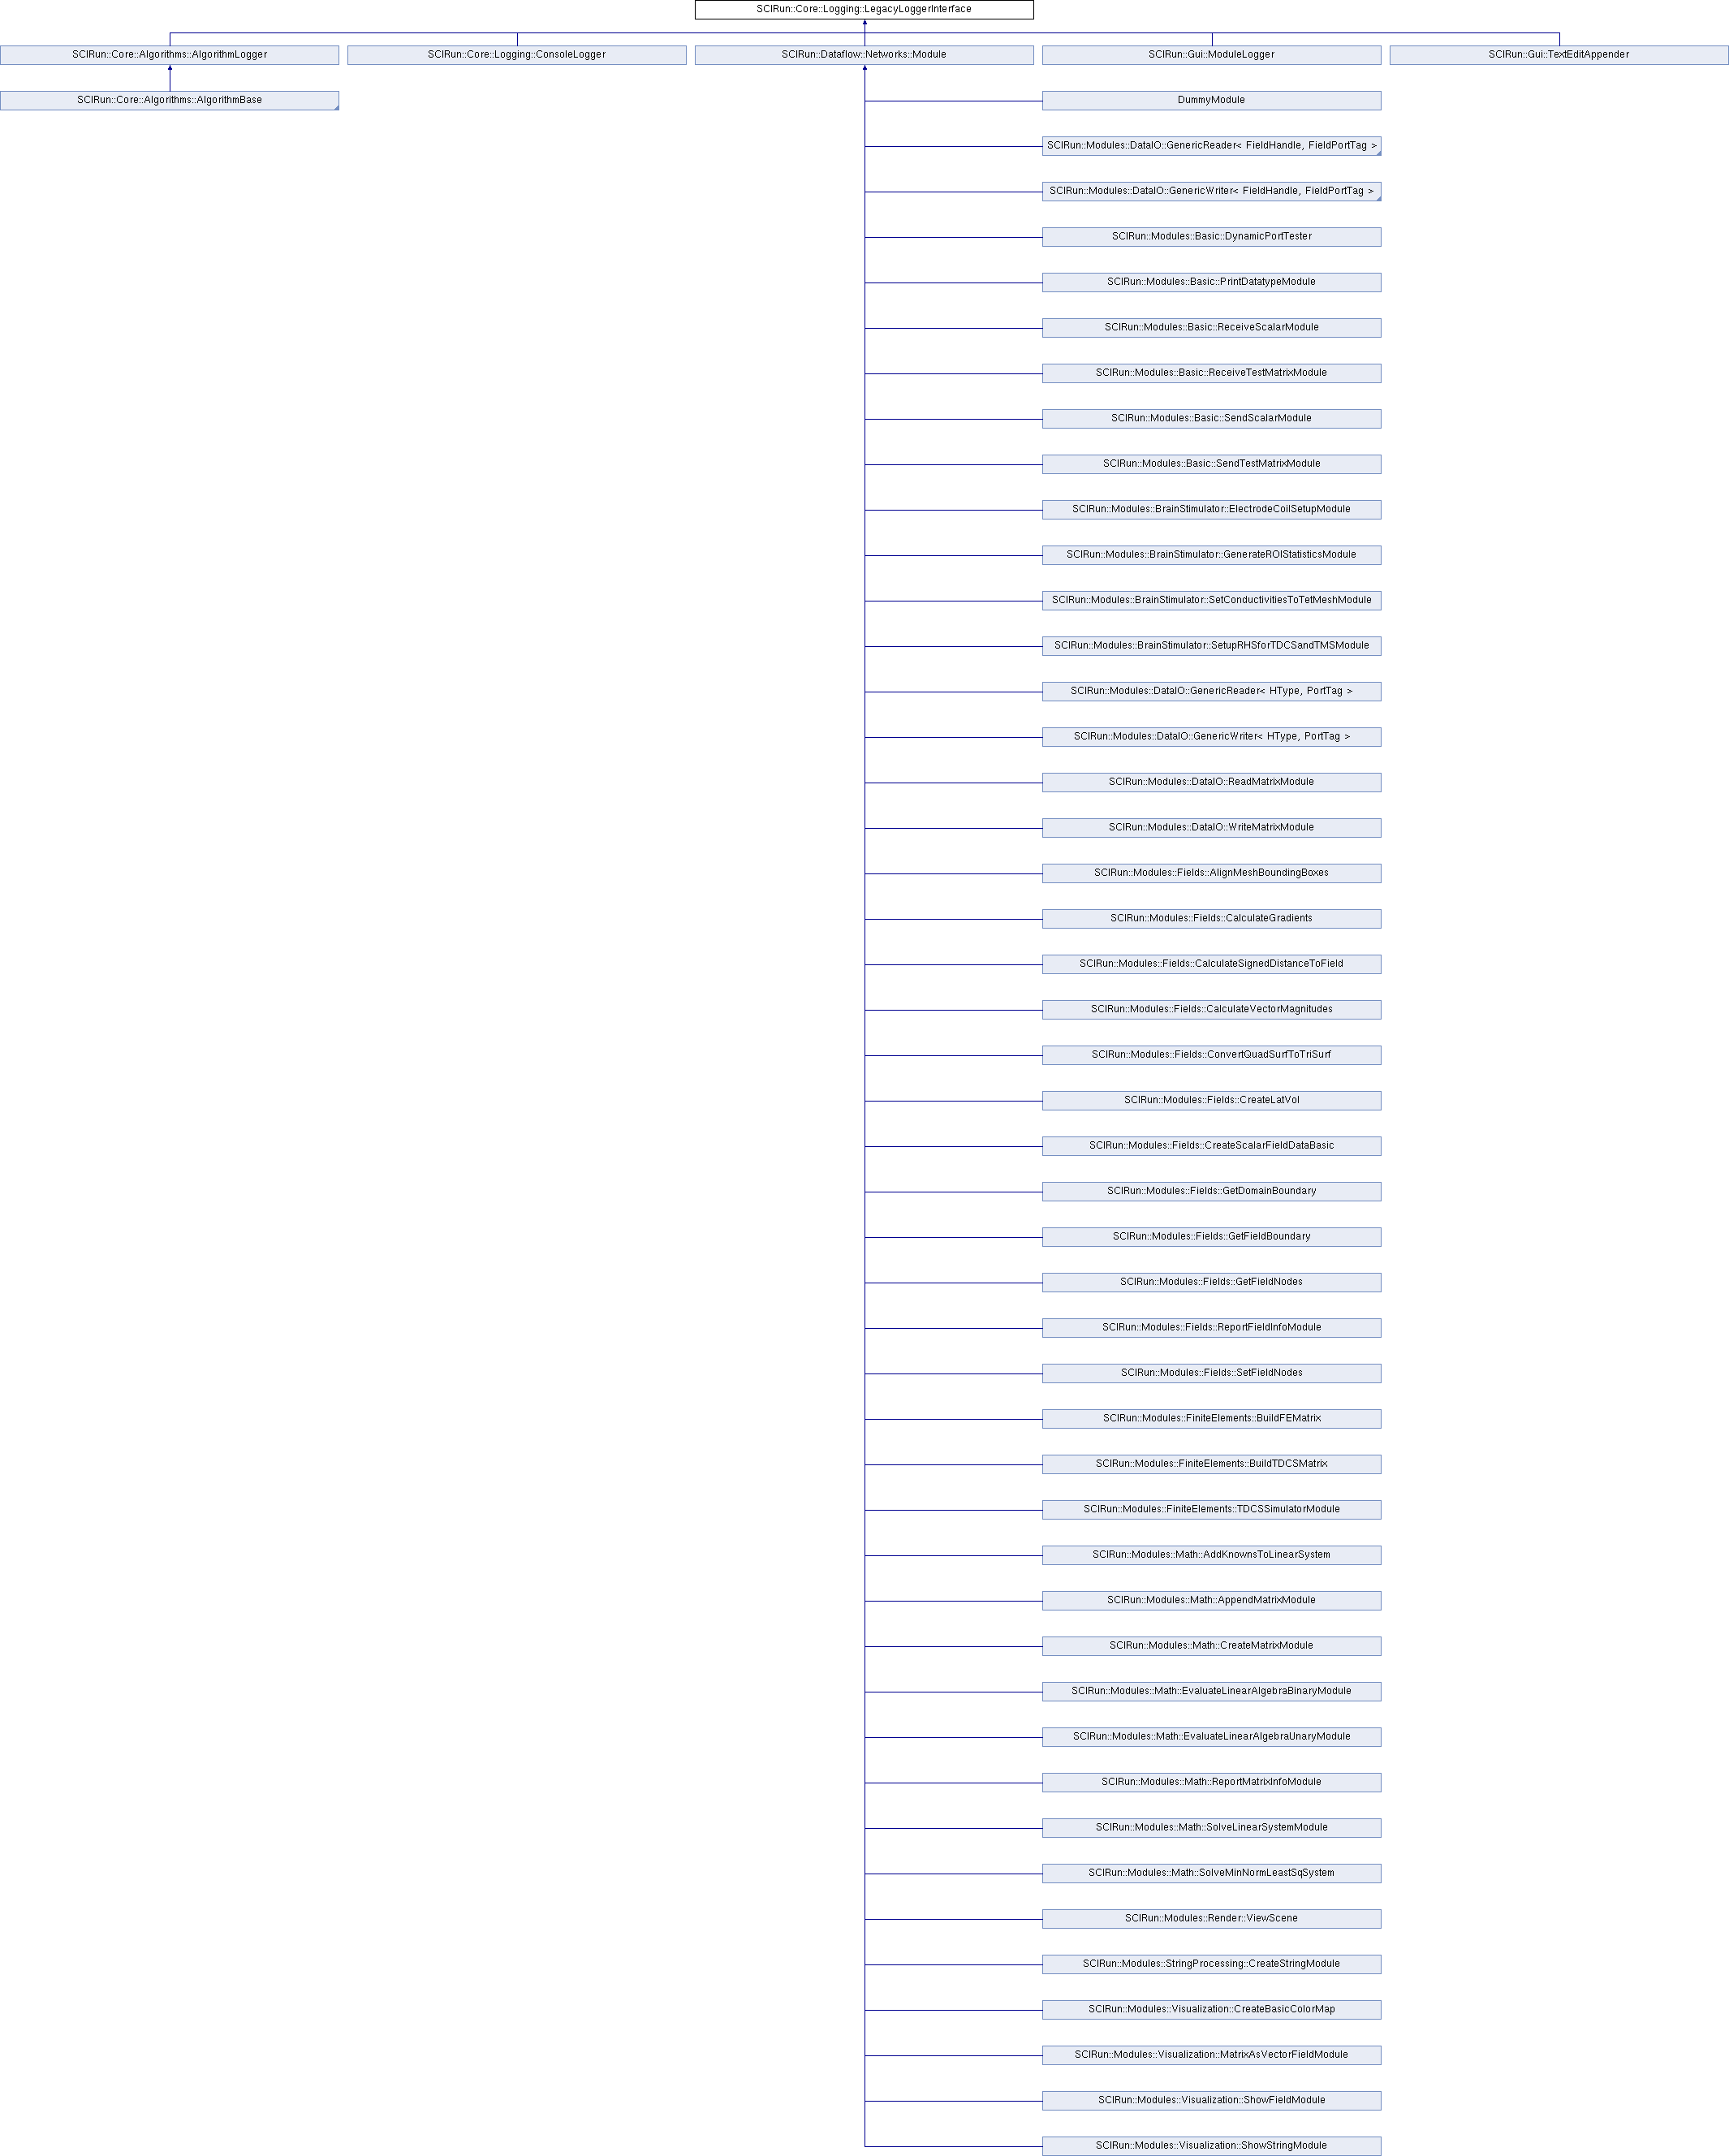 SCIRun::Core::Logging::LegacyLoggerInterface
SCIRun::Core::Algorithms::AlgorithmLogger
SCIRun::Core::Logging::ConsoleLogger
SCIRun::Dataflow::Networks::Module
SCIRun::Gui::ModuleLogger
SCIRun::Gui::TextEditAppender
SCIRun::Core::Algorithms::AlgorithmBase
DummyModule
SCIRun::Modules::DataIO::GenericReader< FieldHandle, FieldPortTag >
SCIRun::Modules::DataIO::GenericWriter< FieldHandle, FieldPortTag >
SCIRun::Modules::Basic::DynamicPortTester
SCIRun::Modules::Basic::PrintDatatypeModule
SCIRun::Modules::Basic::ReceiveScalarModule
SCIRun::Modules::Basic::ReceiveTestMatrixModule
SCIRun::Modules::Basic::SendScalarModule
SCIRun::Modules::Basic::SendTestMatrixModule
SCIRun::Modules::BrainStimulator::ElectrodeCoilSetupModule
SCIRun::Modules::BrainStimulator::GenerateROIStatisticsModule
SCIRun::Modules::BrainStimulator::SetConductivitiesToTetMeshModule
SCIRun::Modules::BrainStimulator::SetupRHSforTDCSandTMSModule
SCIRun::Modules::DataIO::GenericReader< HType, PortTag >
SCIRun::Modules::DataIO::GenericWriter< HType, PortTag >
SCIRun::Modules::DataIO::ReadMatrixModule
SCIRun::Modules::DataIO::WriteMatrixModule
SCIRun::Modules::Fields::AlignMeshBoundingBoxes
SCIRun::Modules::Fields::CalculateGradients
SCIRun::Modules::Fields::CalculateSignedDistanceToField
SCIRun::Modules::Fields::CalculateVectorMagnitudes
SCIRun::Modules::Fields::ConvertQuadSurfToTriSurf
SCIRun::Modules::Fields::CreateLatVol
SCIRun::Modules::Fields::CreateScalarFieldDataBasic
SCIRun::Modules::Fields::GetDomainBoundary
SCIRun::Modules::Fields::GetFieldBoundary
SCIRun::Modules::Fields::GetFieldNodes
SCIRun::Modules::Fields::ReportFieldInfoModule
SCIRun::Modules::Fields::SetFieldNodes
SCIRun::Modules::FiniteElements::BuildFEMatrix
SCIRun::Modules::FiniteElements::BuildTDCSMatrix
SCIRun::Modules::FiniteElements::TDCSSimulatorModule
SCIRun::Modules::Math::AddKnownsToLinearSystem
SCIRun::Modules::Math::AppendMatrixModule
SCIRun::Modules::Math::CreateMatrixModule
SCIRun::Modules::Math::EvaluateLinearAlgebraBinaryModule
SCIRun::Modules::Math::EvaluateLinearAlgebraUnaryModule
SCIRun::Modules::Math::ReportMatrixInfoModule
SCIRun::Modules::Math::SolveLinearSystemModule
SCIRun::Modules::Math::SolveMinNormLeastSqSystem
SCIRun::Modules::Render::ViewScene
SCIRun::Modules::StringProcessing::CreateStringModule
SCIRun::Modules::Visualization::CreateBasicColorMap
SCIRun::Modules::Visualization::MatrixAsVectorFieldModule
SCIRun::Modules::Visualization::ShowFieldModule
SCIRun::Modules::Visualization::ShowStringModule